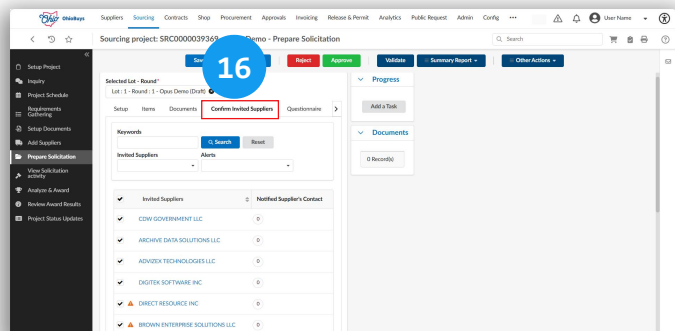 OhioBuys
Suppliers Sourcing Contracts Shop Procurement Approvals Invoicing Release & Permit Analytics Public Request Admin Config ••• User Name
Sourcing project: SRC0000039369 emo - Prepare Solicitation
Search
Sa Reject Approve Validate Summary Report Other Actions
16
Setup Project
Inquiry
Project Schedule
Requirements
Gathering
Setup Documents
Add Suppliers
Prepare Solicitation
View Solicitation
activity
Analyze & Award
Review Award Results
Project Status Updates
Selected Lot - Round*
Lot : 1 - Round : 1 - Opus Demo (Draft)
Setup Items Documents Confirm Invited Suppliers Questionnaire
Keywords
Search Reset
Invited Suppliers Alerts
Invited Suppliers Notified Supplier's Contact
CDW GOVERNMENT LLC 0
ARCHIVE DATA SOLUTIONS LLC 0
ADVIZEX TECHNOLOGIES LLC 0
DIGITEK SOFTWARE INC 0
DIRECT RESOURCE INC 0
BROWN ENTERPRISE SOLUTIONS LLC 0
Progress
Add a Task
Documents
0 Record(s)